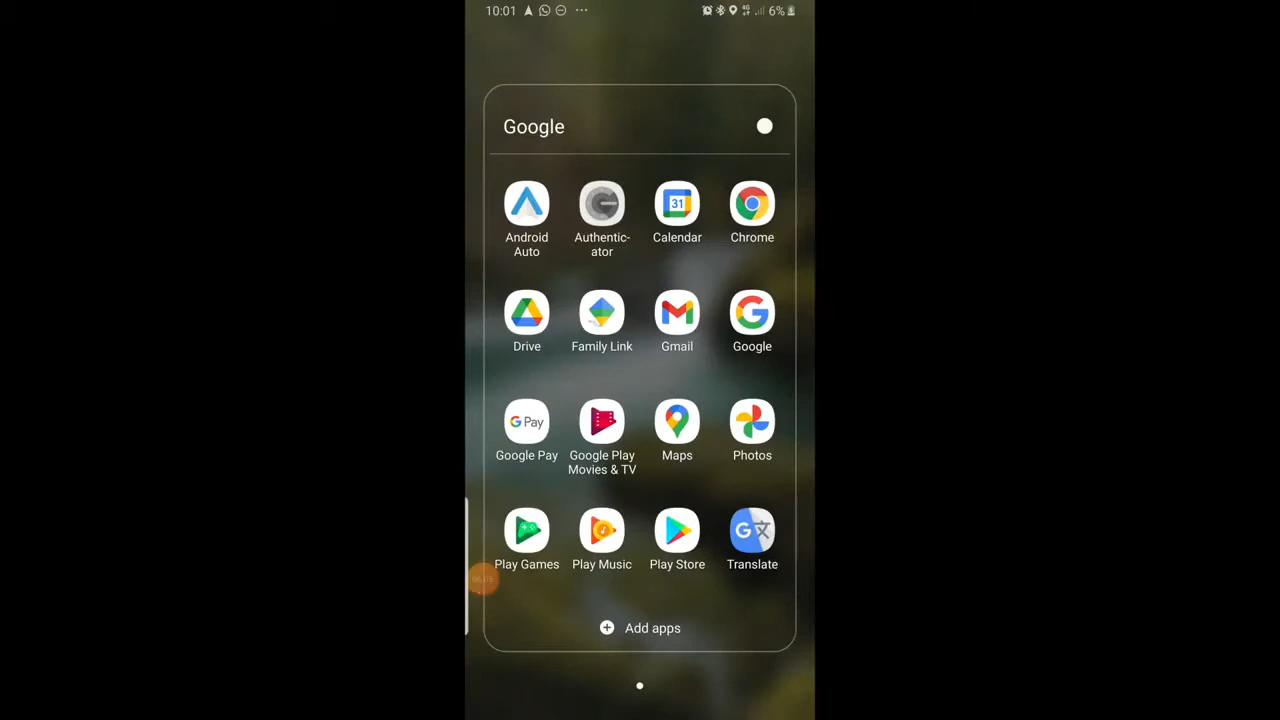 10:01 6%
Google
Android
Auto
Authentic-
ator
31
Calendar
Chrome
Drive
Family Link
Gmail
Google
G Pay
Google Pay
Google Play
Movies & TV
Maps
Photos
Play Games
Play Music
Play Store
G 文
Translate
Add apps